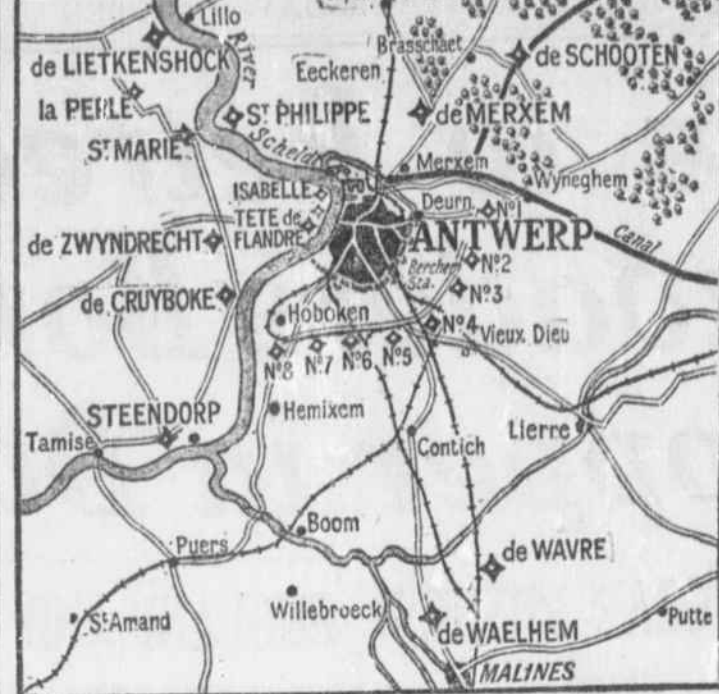 Lillo
River
Brasschaet
de SCHOOTEN
de LIETKENSHOCK
Eeckeren
la PERLE
St PHILIPPE
de MERXEM
St MARIE
Scheldt
Merxem
Wyneghem
ISABELLE
Deurn
No1
TETE de
FLANDRE
de ZWYNDRECHT
ANTWERP
Canal
Berchem
Sta.
No2
de CRUYBOKE
No3
Hoboken
No4
Vieux Dieu
No8
No7
No6
No5
STEENDORP
Hemixem
Lierre
Tamise
Contich
Boom
Puers
de WAVRE
Willebroeck
St Amand
de WAELHEM
Putte
MALINES